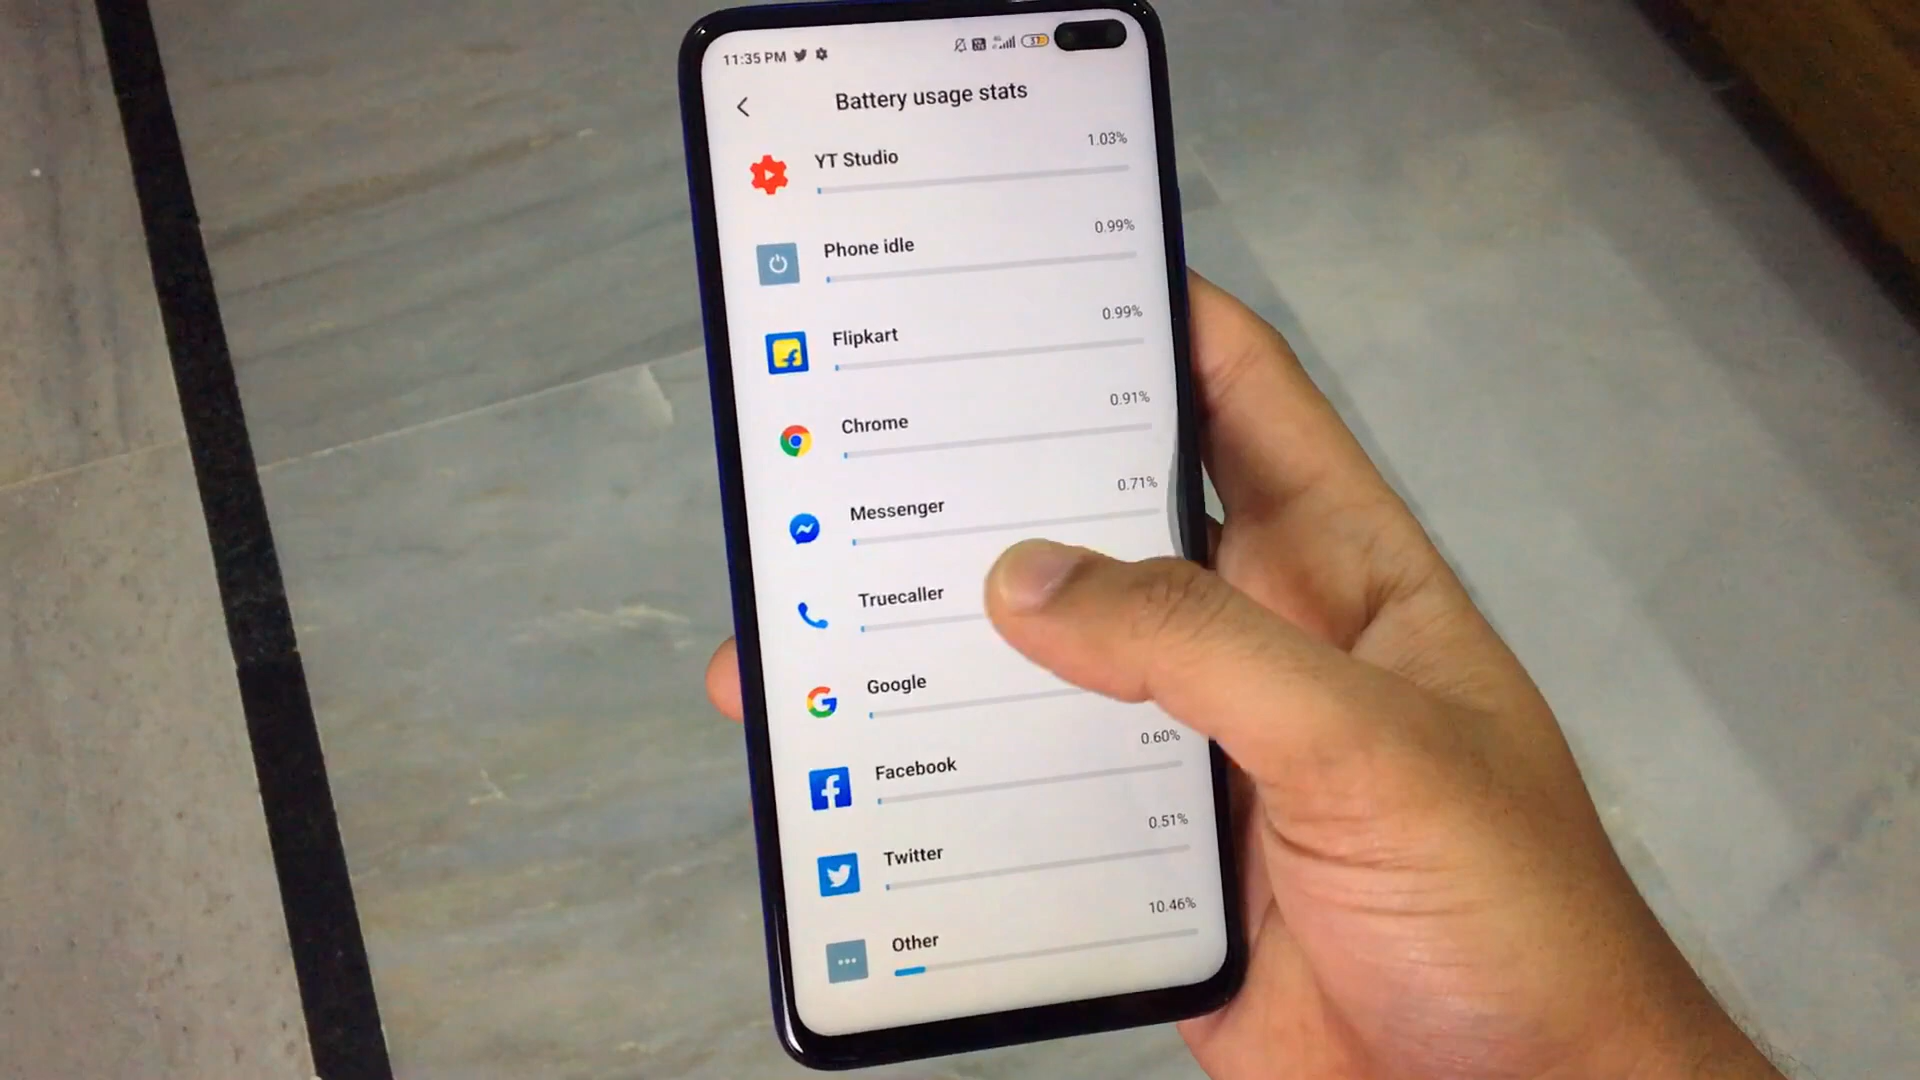 11:35 PM
37
Battery usage stats
YT Studio 1.03%
Phone idle 0.99%
Flipkart 0.99%
Chrome 0.91%
Messenger 0.71%
Truecaller
Google
Facebook 0.60%
Twitter 0.51%
Other 10.46%